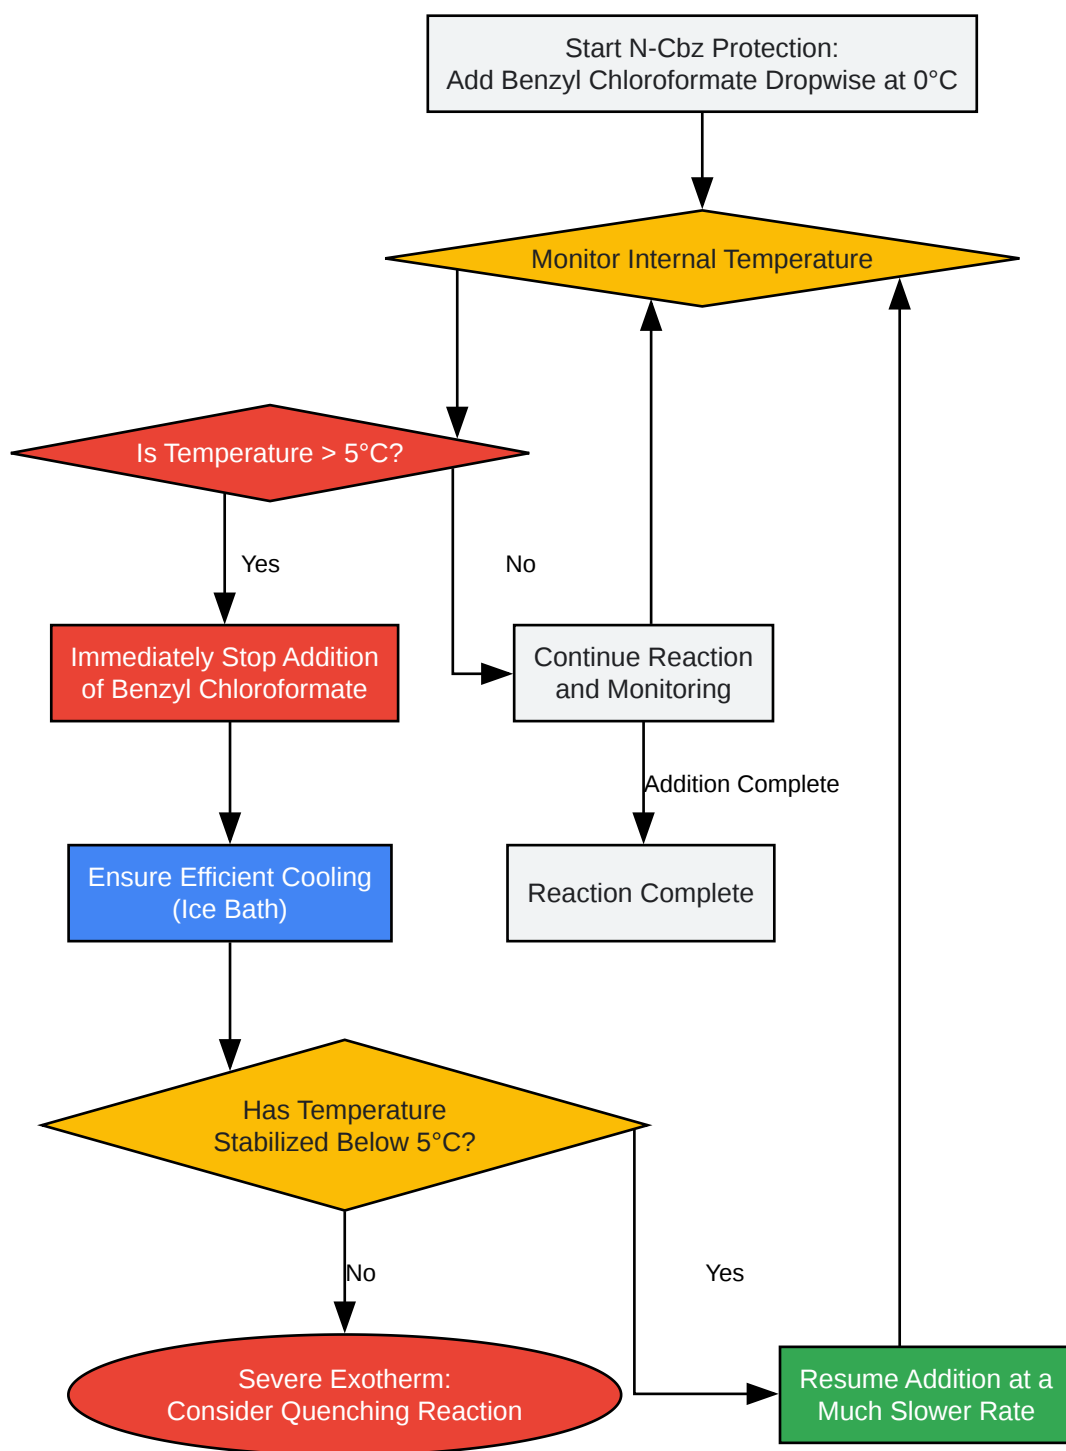 Start N-Cbz Protection:
Add Benzyl Chloroformate Dropwise at 0°C
Monitor Internal Temperature
Is Temperature > 5°C?
Yes
No
Immediately Stop Addition
of Benzyl Chloroformate
Continue Reaction
and Monitoring
Addition Complete
Ensure Efficient Cooling
(Ice Bath)
Reaction Complete
Has Temperature
Stabilized Below 5°C?
No
Yes
Severe Exotherm:
Consider Quenching Reaction
Resume Addition at a
Much Slower Rate